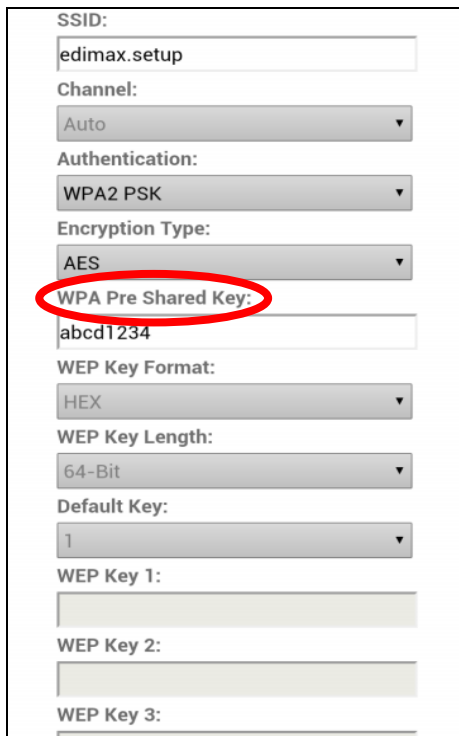 SSID:
edimax.setup
Channel:
Auto
Authentication:
WPA2 PSK
Encryption Type:
AES
WPA Pre Shared Key:
abcd1234
WEP Key Format:
HEX
WEP Key Length:
64-Bit
Default Key:
1
WEP Key 1:
WEP Key 2:
WEP Key 3: